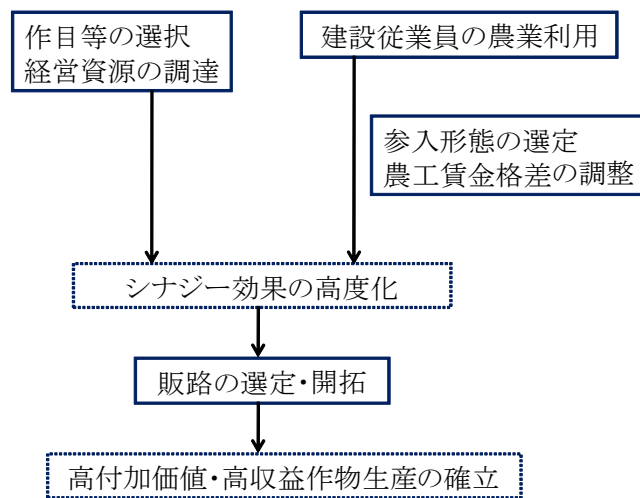 作目等の選択
経営資源の調達
建設従業員の農業利用
参入形態の選定
農工賃金格差の調整
シナジー効果の高度化
販路の選定・開拓
高付加価値・高収益作物生産の確立